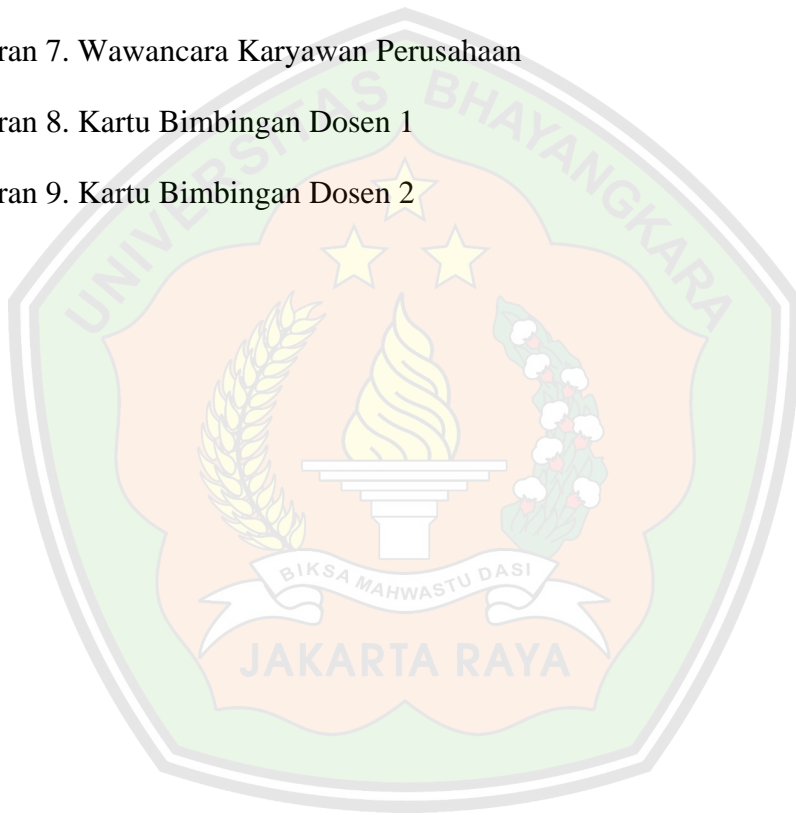 ran 7. Wawancara Karyawan Perusahaan
ran 8. Kartu Bimbingan Dosen 1
ran 9. Kartu Bimbingan Dosen 2
UNIVERSITAS BHAYANGKARA
BIKSA MAHWASTU DASI
JAKARTA RAYA